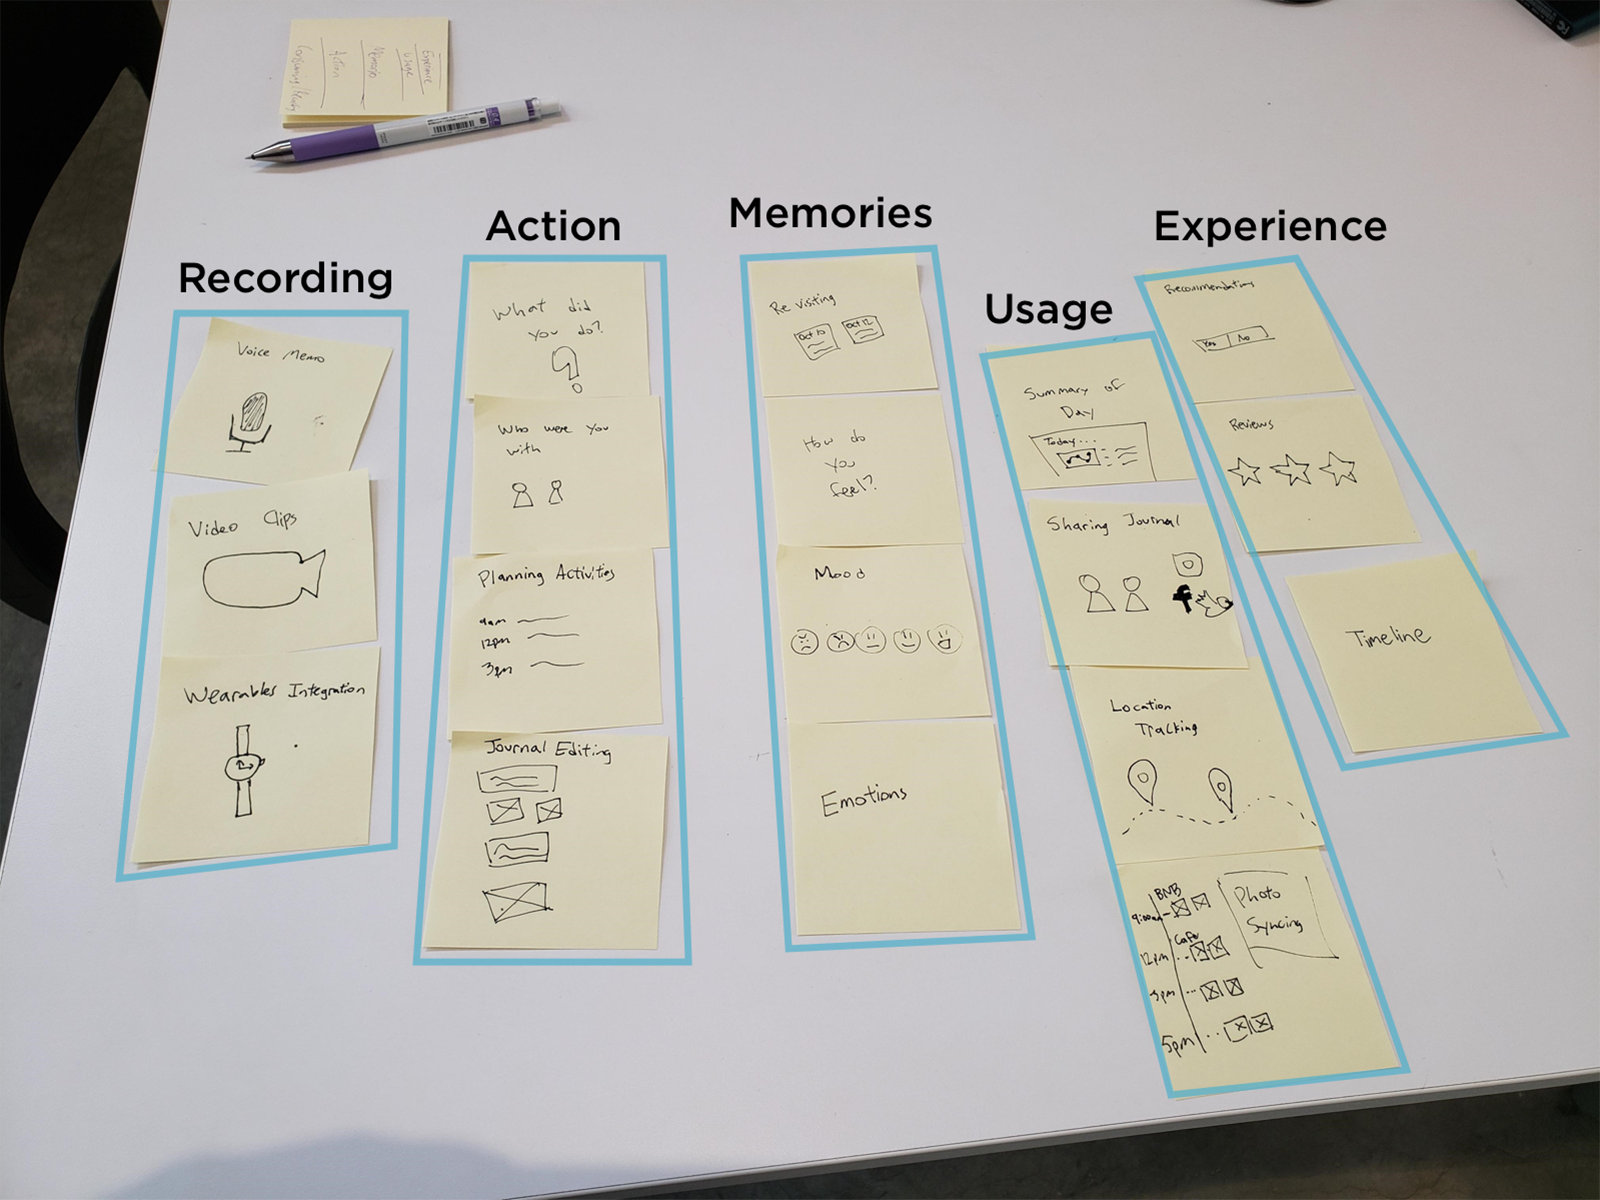 Experience
Usage
Memories
Action
Recording
Action
Memories
Usage
Experience
Voice Memo
Video Clips
Wearables Integration
What did
you do?
Who were you
with
Planning Activities
9am
12pm
3pm
Journal Editing
Re visiting
Oct 10
Oct 12
How do
you
feel?
Mood
Emotions
Summary of
Day
Today...
Sharing Journal
f
Location
Tracking
BNB
9:00am
Cafe
12pm
3pm
5pm
Photo
Syncing
Recommendations
Yes No
Reviews
Timeline